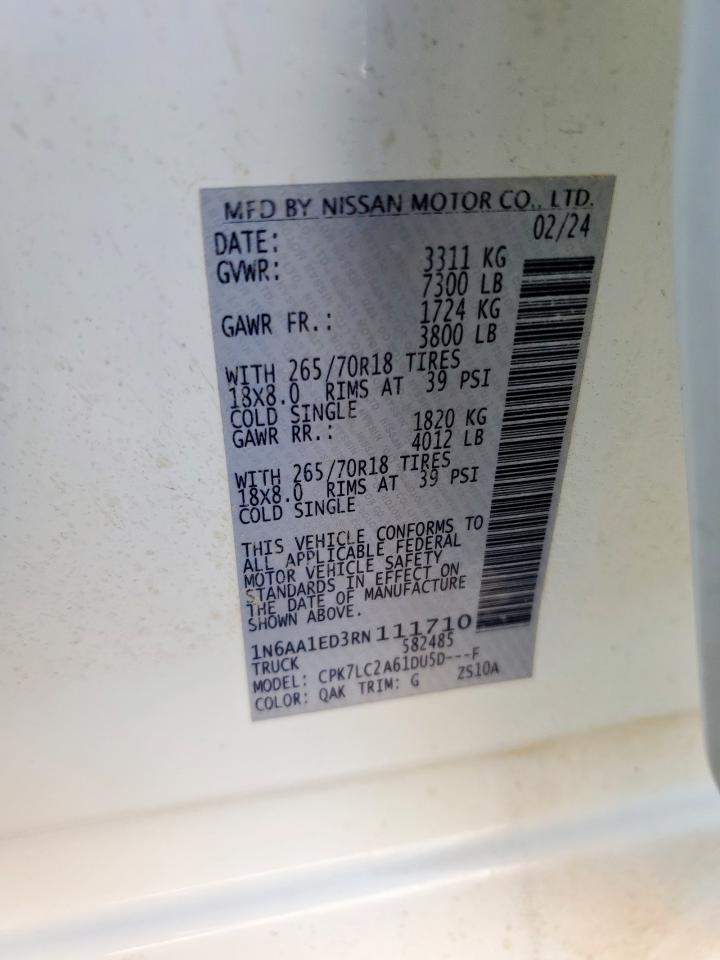 MFD BY NISSAN MOTOR CO., LTD.
DATE: 02/24
GVWR: 3311 KG
7300 LB
GAWR FR.: 1724 KG
3800 LB
WITH 265/70R18 TIRES
18X8.0 RIMS AT 39 PSI
COLD SINGLE
GAWR RR.: 1820 KG
4012 LB
WITH 265/70R18 TIRES
18X8.0 RIMS AT 39 PSI
COLD SINGLE
THIS VEHICLE CONFORMS TO
ALL APPLICABLE FEDERAL
MOTOR VEHICLE SAFETY
STANDARDS IN EFFECT ON
THE DATE OF MANUFACTURE
SHOWN ABOVE.
1N6AA1ED3RN111710
TRUCK 582485
MODEL: CPK7LC2A61DU5D---F
COLOR: QAK TRIM: G ZS10A